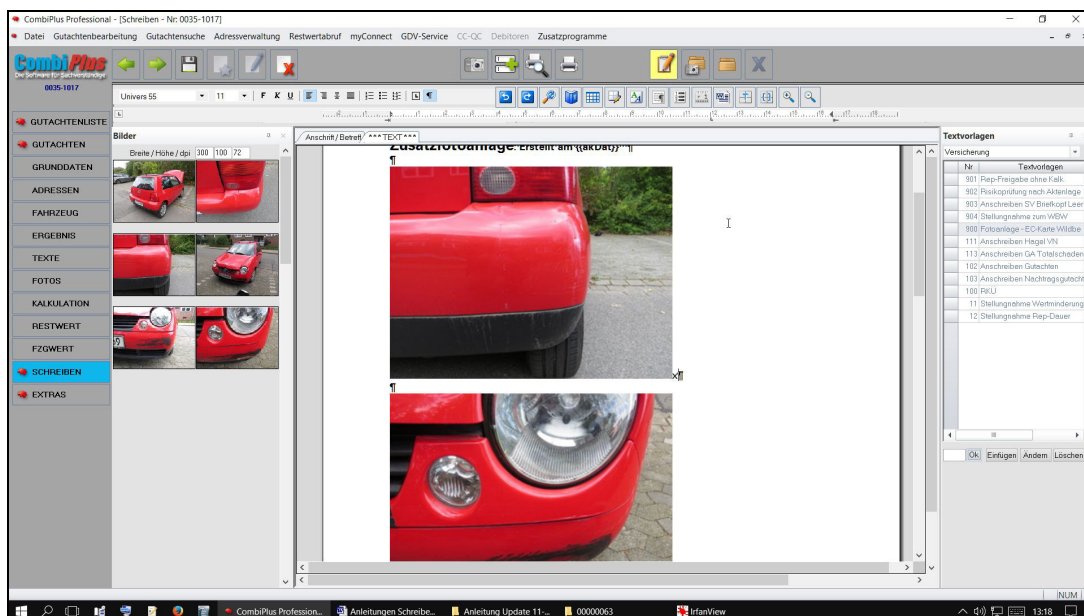 CombiPlus Professional - [Schreiben - Nr: 0035-1017]
Datei Gutachtenbearbeitung Gutachtensuche Adressverwaltung Restwertabruf myConnect GDV-Service CC-QC Debitoren Zusatzprogramme
CombiPlus
Die Software für Sachverständige
0035-1017
Univers 55 11 F K U
GUTACHTENLISTE
GUTACHTEN
GRUNDDATEN
ADRESSEN
FAHRZEUG
ERGEBNIS
TEXTE
FOTOS
KALKULATION
RESTWERT
FZGWERT
SCHREIBEN
EXTRAS
Bilder
Breite / Höhe / dpi 300 100 72
Anschrift / Betreff *** TEXT ***
Zusatzfotoanlage: Erstellt am {{akDat}}
x
Textvorlagen
Versicherung
Nr Textvorlagen
901 Rep-Freigabe ohne Kalk.
902 Risikoprüfung nach Aktenlage
903 Anschreiben SV Briefkopf Leer
904 Stellungnahme zum WBW
900 Fotoanlage - EC-Karte Wildbe
111 Anschreiben Hagel VN
113 Anschreiben GA Totalschaden
102 Anschreiben Gutachten
103 Anschreiben Nachtragsgutacht
100 RKÜ
11 Stellungnahme Wertminderung
12 Stellungnahme Rep-Dauer
Ok Einfügen Ändern Löschen
NUM
CombiPlus Profession... Anleitungen Schreibe... Anleitung Update 11-... 00000063 IrfanView 13:18